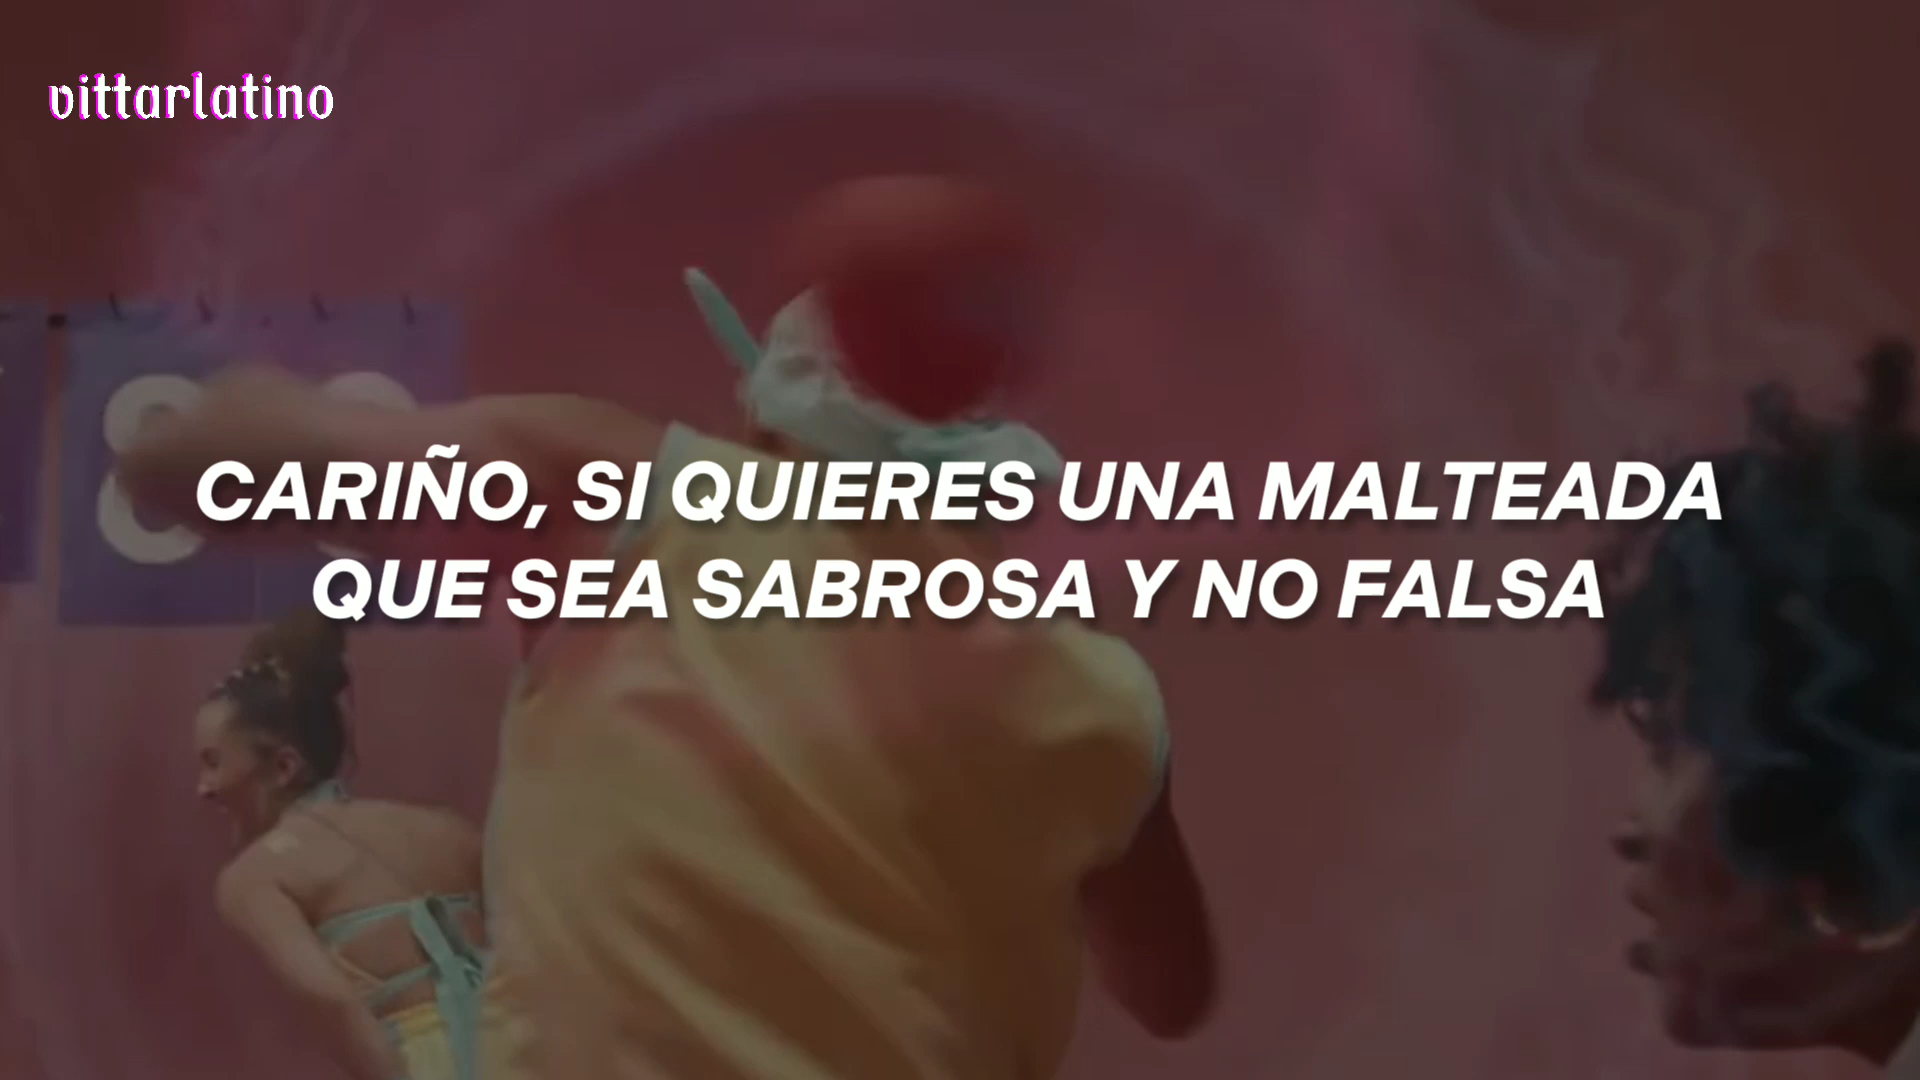 vittarlatino
CARIÑO, SI QUIERES UNA MALTEADA
QUE SEA SABROSA Y NO FALSA